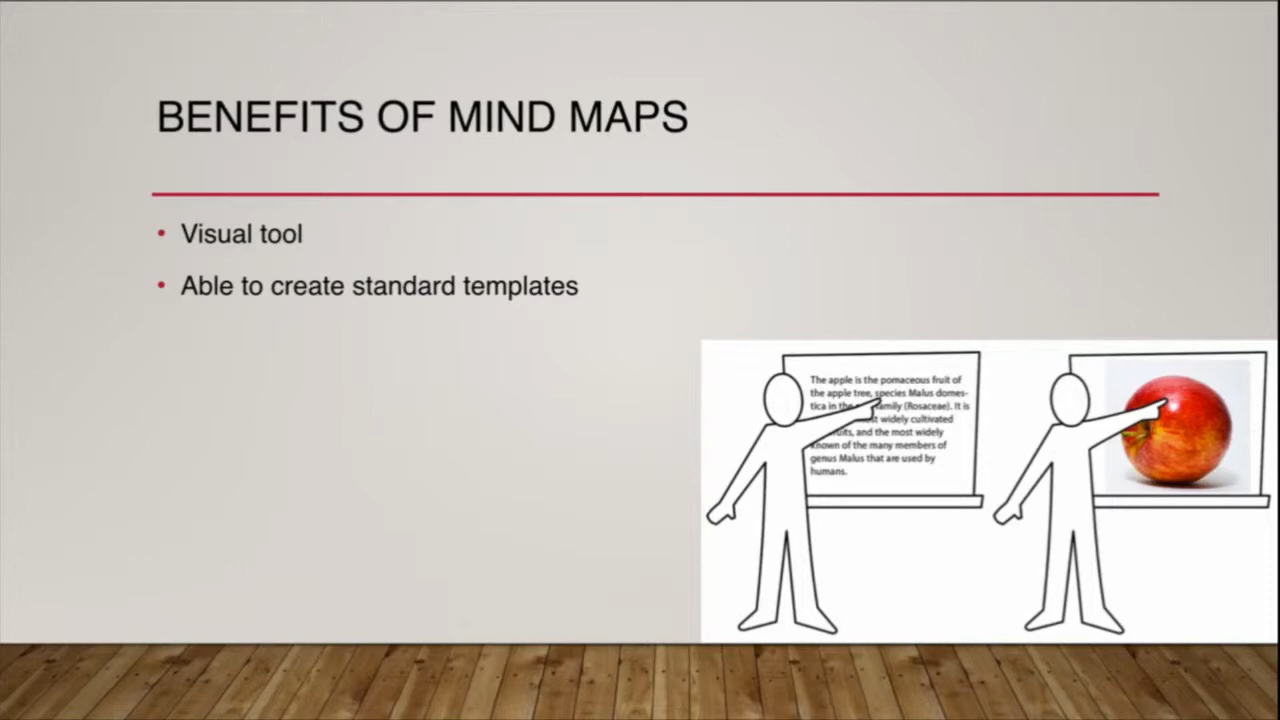 BENEFITS OF MIND MAPS
• Visual tool
• Able to create standard templates
The apple is the pomaceous fruit of
the apple tree, species Malus domes-
tica in the family (Rosaceae). It is
widely cultivated
and the most widely
known of the many members of
genus Malus that are used by
humans.